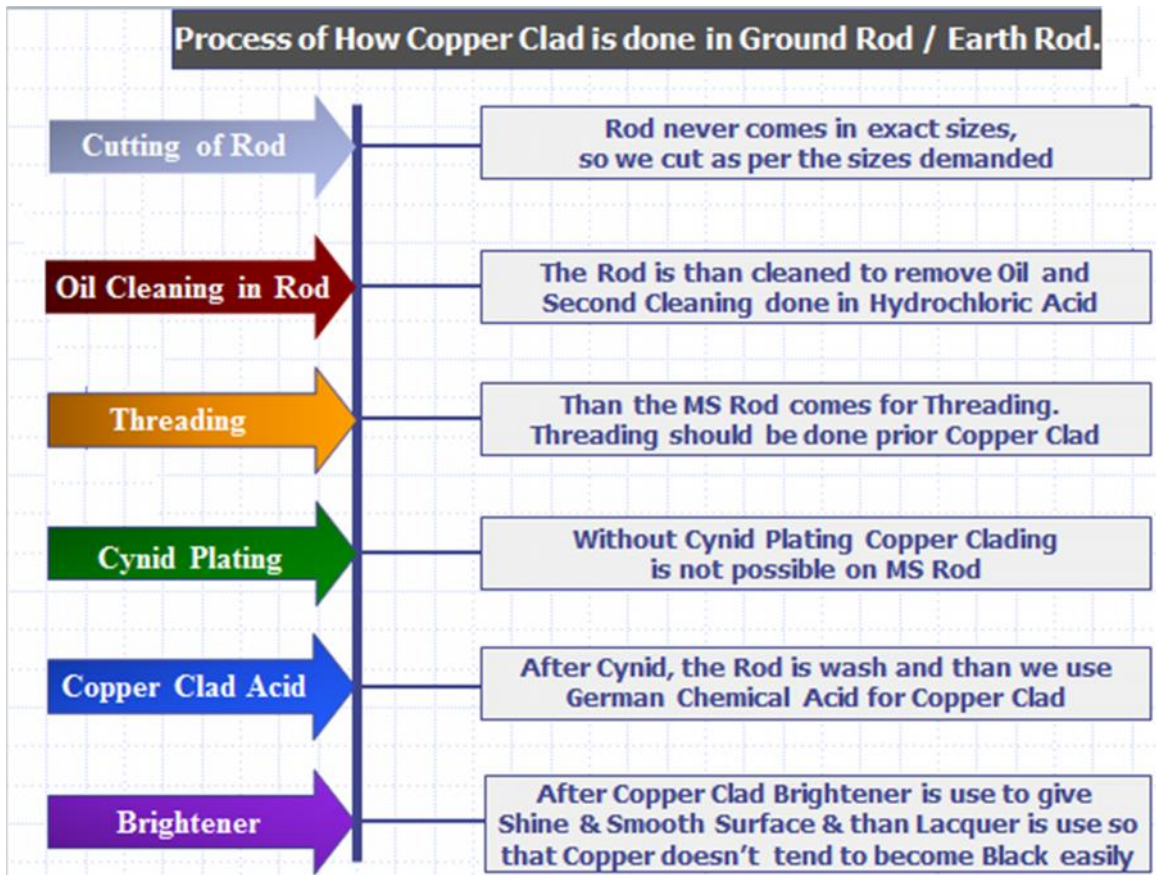 Process of How Copper Clad is done in Ground Rod / Earth Rod.
Cutting of Rod
Rod never comes in exact sizes,
so we cut as per the sizes demanded
Oil Cleaning in Rod
The Rod is than cleaned to remove Oil and
Second Cleaning done in Hydrochloric Acid
Threading
Than the MS Rod comes for Threading.
Threading should be done prior Copper Clad
Cynid Plating
Without Cynid Plating Copper Clading
is not possible on MS Rod
Copper Clad Acid
After Cynid, the Rod is wash and than we use
German Chemical Acid for Copper Clad
Brightener
After Copper Clad Brightener is use to give
Shine & Smooth Surface & than Lacquer is use so
that Copper doesn't tend to become Black easily